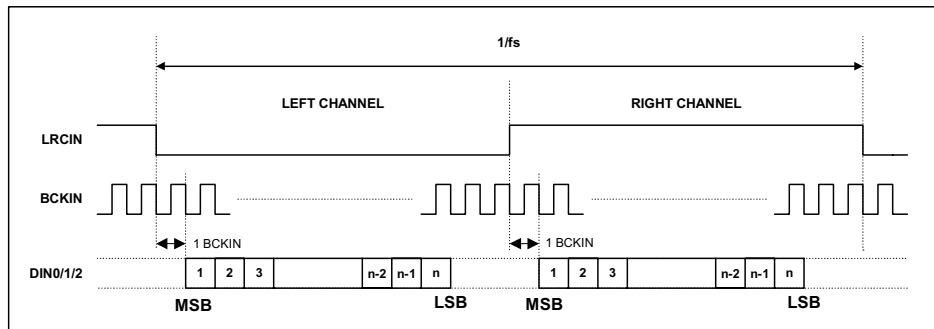 1/fs
LEFT CHANNEL RIGHT CHANNEL
LRCIN
BCKIN
1 BCKIN 1 BCKIN
DIN0/1/2 1 2 3 n-2 n-1 n 1 2 3 n-2 n-1 n
MSB LSB MSB LSB